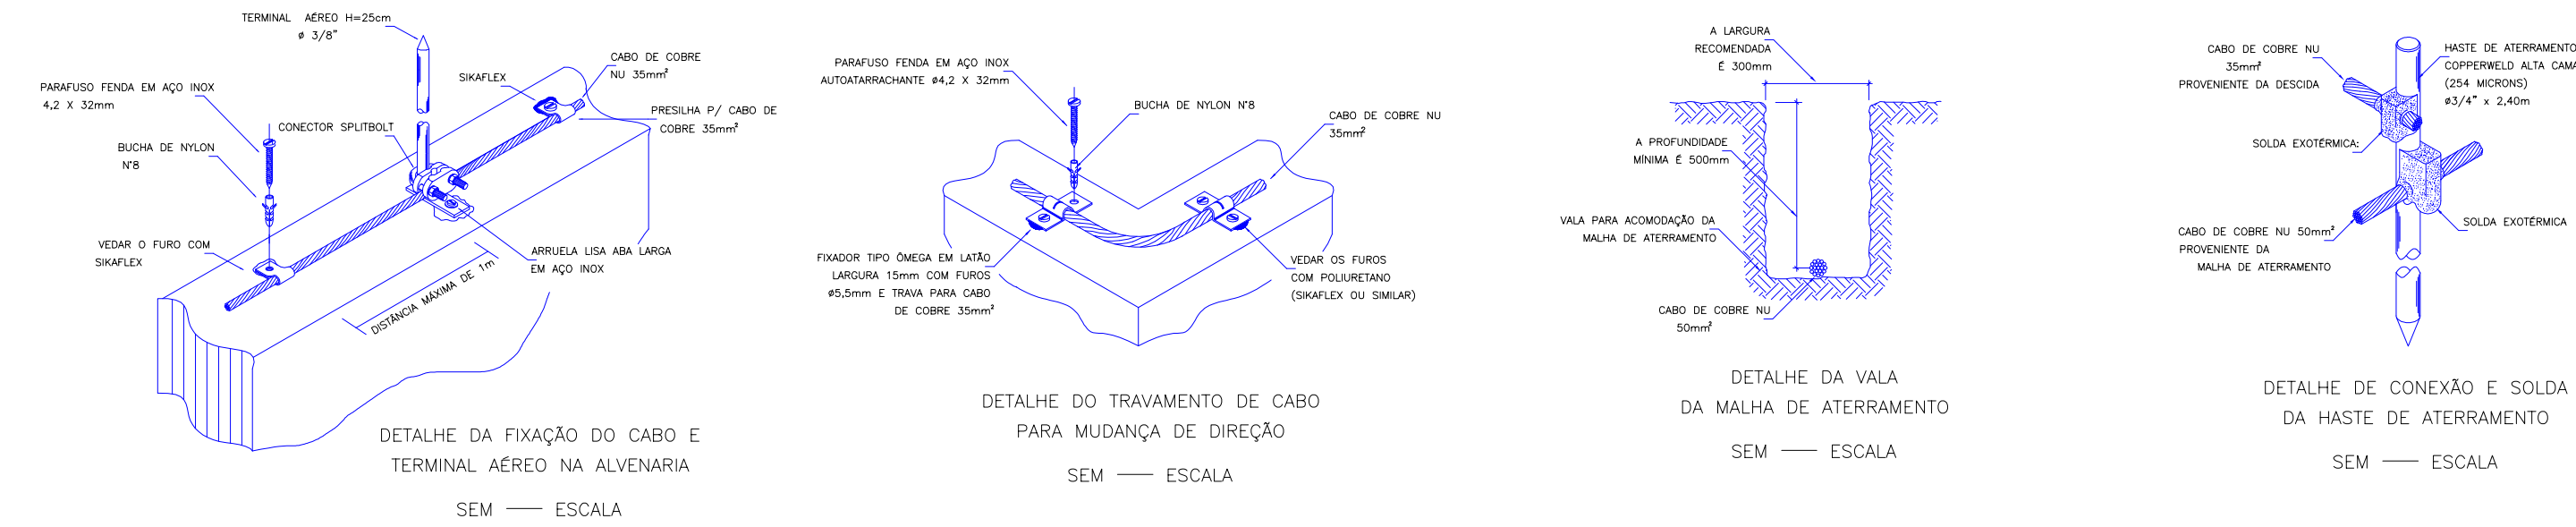 TERMINAL AÉREO H=25cm
ø 3/8"
PARAFUSO FENDA EM AÇO INOX
4,2 X 32mm
BUCHA DE NYLON
N°8
CONECTOR SPLITBOLT
SIKAFLEX
CABO DE COBRE
NU 35mm²
PRESILHA P/ CABO DE
COBRE 35mm²
VEDAR O FURO COM
SIKAFLEX
ARRUELA LISA ABA LARGA
EM AÇO INOX
DISTÂNCIA MÁXIMA DE 1m
DETALHE DA FIXAÇÃO DO CABO E
TERMINAL AÉREO NA ALVENARIA
SEM — ESCALA
PARAFUSO FENDA EM AÇO INOX
AUTOATARRACHANTE ø4,2 X 32mm
BUCHA DE NYLON N°8
CABO DE COBRE NU
35mm²
FIXADOR TIPO ÔMEGA EM LATÃO
LARGURA 15mm COM FUROS
ø5,5mm E TRAVA PARA CABO
DE COBRE 35mm²
VEDAR OS FUROS
COM POLIURETANO
(SIKAFLEX OU SIMILAR)
DETALHE DO TRAVAMENTO DE CABO
PARA MUDANÇA DE DIREÇÃO
SEM — ESCALA
A LARGURA
RECOMENDADA
É 300mm
A PROFUNDIDADE
MÍNIMA É 500mm
VALA PARA ACOMODAÇÃO DA
MALHA DE ATERRAMENTO
CABO DE COBRE NU
50mm²
DETALHE DA VALA
DA MALHA DE ATERRAMENTO
SEM — ESCALA
CABO DE COBRE NU
35mm²
PROVENIENTE DA DESCIDA
HASTE DE ATERRAMENTO
COPPERWELD ALTA CAMA
(254 MICRONS)
ø3/4" x 2,40m
SOLDA EXOTÉRMICA:
SOLDA EXOTÉRMICA
CABO DE COBRE NU 50mm²
PROVENIENTE DA
MALHA DE ATERRAMENTO
DETALHE DE CONEXÃO E SOLDA
DA HASTE DE ATERRAMENTO
SEM — ESCALA